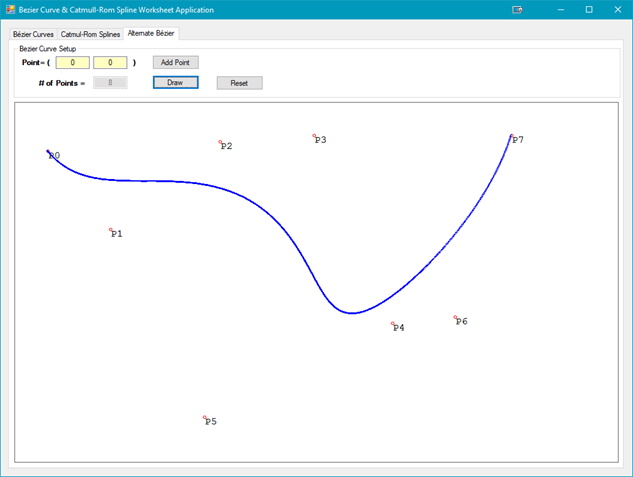 Bezier Curve & Catmull-Rom Spline Worksheet Application
Bézier Curves Catmul-Rom Splines Alternate Bézier
Bezier Curve Setup
Point= ( 0 0 ) Add Point
# of Points = 8 Draw Reset
P0
P2
P3
P7
P1
P4
P6
P5